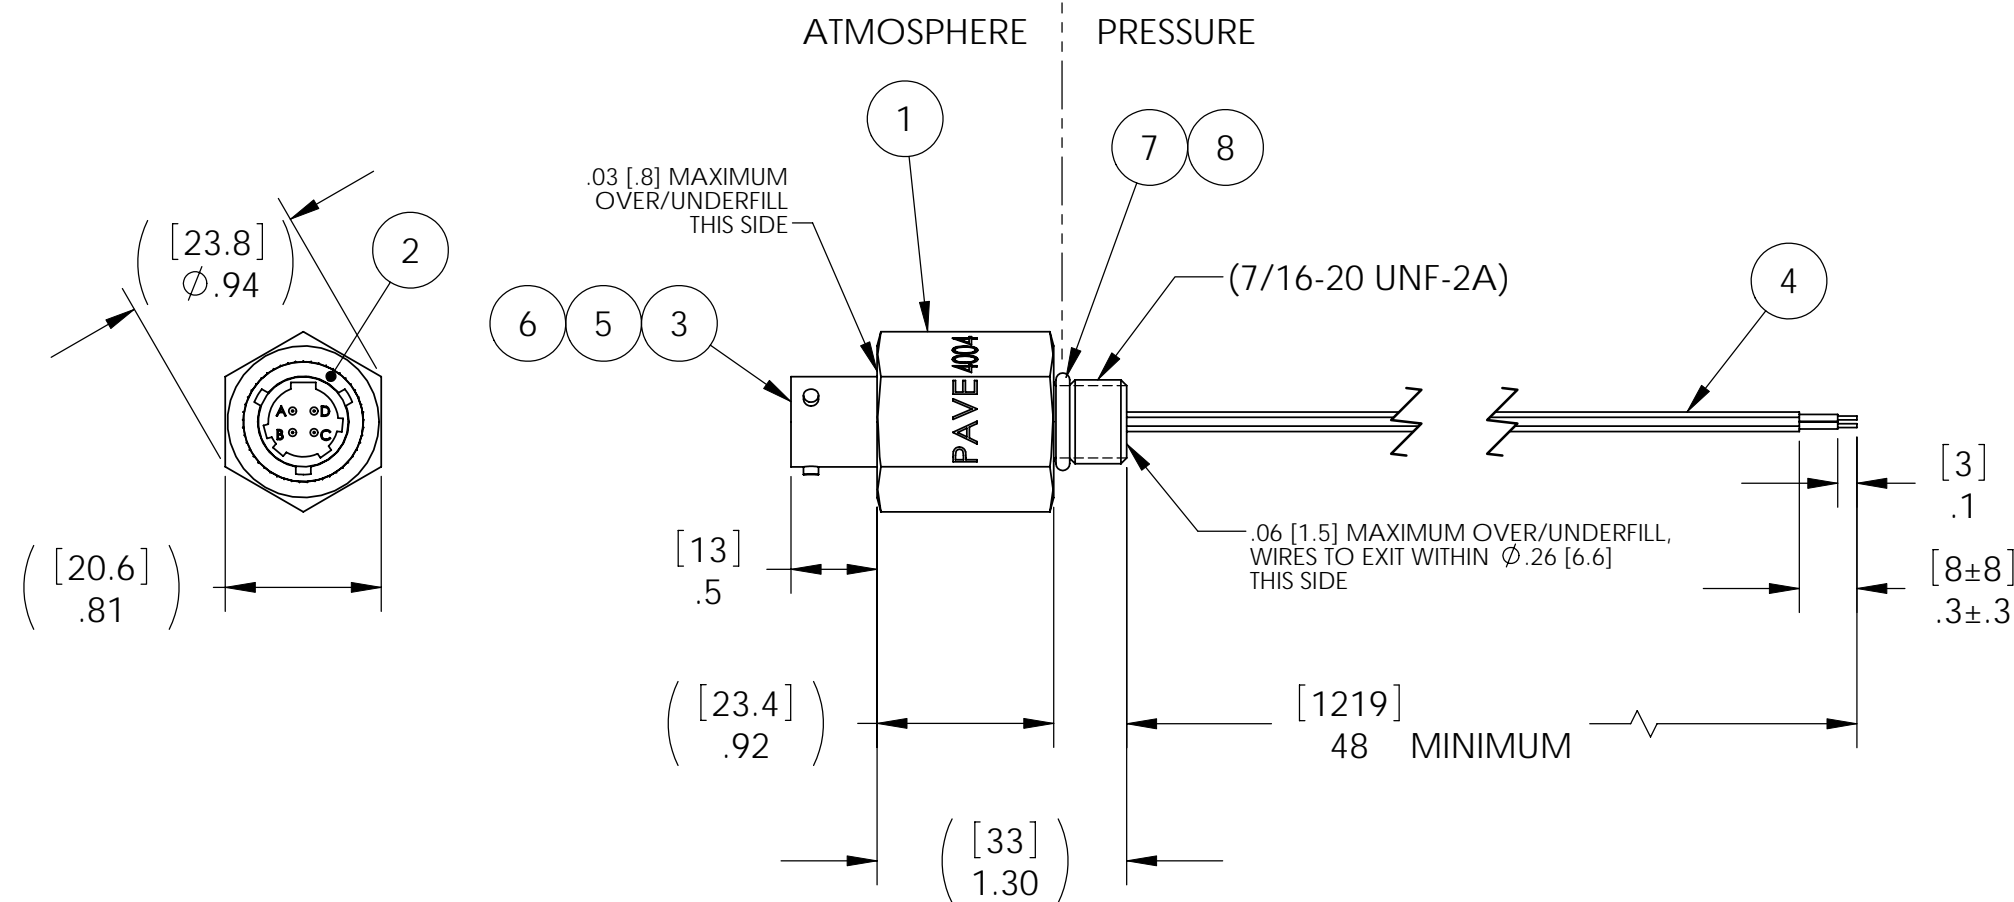 ATMOSPHERE PRESSURE
1
7 8
.03 [.8] MAXIMUM
OVER/UNDERFILL
THIS SIDE
[23.8]
Ø.94
2
(7/16-20 UNF-2A)
4
6 5 3
PAVE 4004
A D
B C
[3]
.1
.06 [1.5] MAXIMUM OVER/UNDERFILL,
WIRES TO EXIT WITHIN Ø.26 [6.6]
THIS SIDE
[13]
.5
[20.6]
.81
[8±8]
.3±.3
[23.4]
.92
[1219]
48 MINIMUM
[33]
1.30